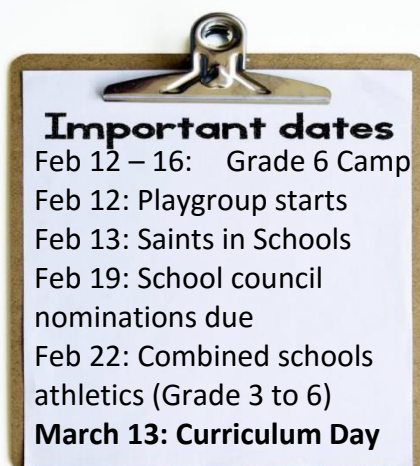 Important dates
Feb 12 – 16: Grade 6 Camp
Feb 12: Playgroup starts
Feb 13: Saints in Schools
Feb 19: School council
nominations due
Feb 22: Combined schools
athletics (Grade 3 to 6)
March 13: Curriculum Day